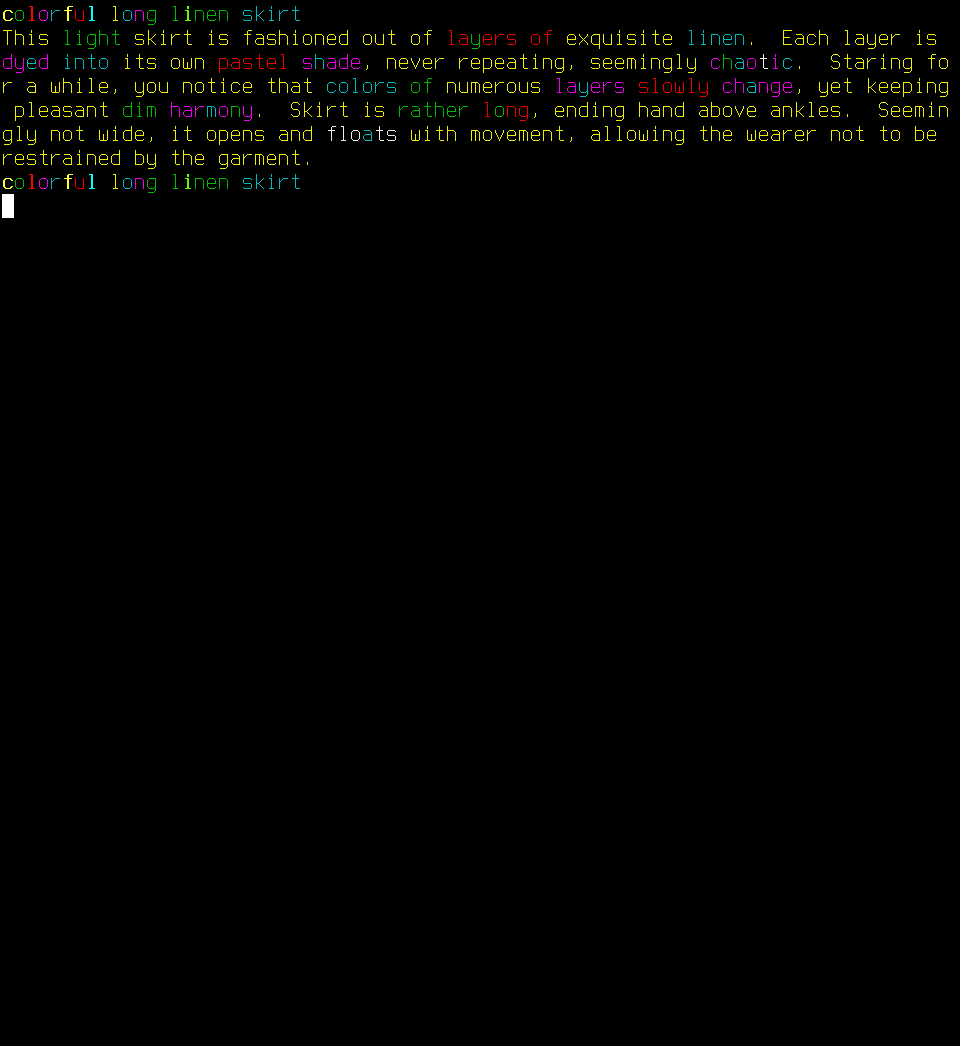 colorful long linen skirt
This light skirt is fashioned out of layers of exquisite linen.  Each layer is
dyed into its own pastel shade, never repeating, seemingly chaotic.  Staring fo
r a while, you notice that colors of numerous layers slowly change, yet keeping
 pleasant dim harmony.  Skirt is rather long, ending hand above ankles.  Seemin
gly not wide, it opens and floats with movement, allowing the wearer not to be
restrained by the garment.
colorful long linen skirt